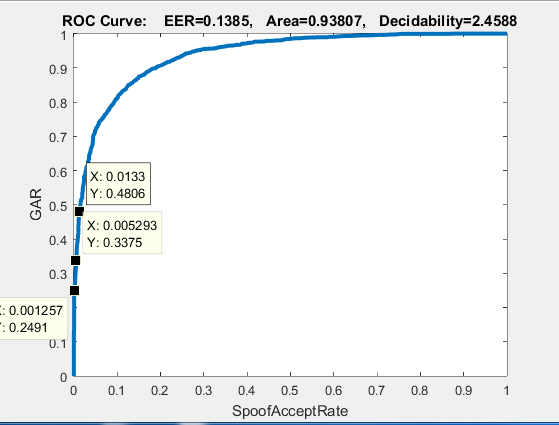 ROC Curve: EER=0.1385, Area=0.93807, Decidability=2.4588
1
0.9
0.8
0.7
0.6
X: 0.0133
Y: 0.4806
0.5
X: 0.005293
Y: 0.3375
0.4
GAR
0.3
: 0.001257
: 0.2491
0.1
0
0 0.1 0.2 0.3 0.4 0.5 0.6 0.7 0.8 0.9 1
SpoofAcceptRate